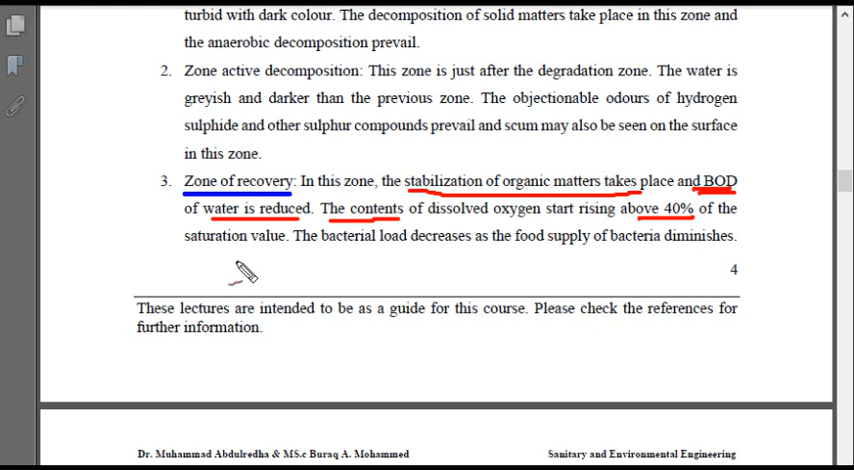 turbid with dark colour. The decomposition of solid matters take place in this zone and
the anaerobic decomposition prevail.
2. Zone active decomposition: This zone is just after the degradation zone. The water is
greyish and darker than the previous zone. The objectionable odours of hydrogen
sulphide and other sulphur compounds prevail and scum may also be seen on the surface
in this zone.
3. Zone of recovery: In this zone, the stabilization of organic matters takes place and BOD
of water is reduced. The contents of dissolved oxygen start rising above 40% of the
saturation value. The bacterial load decreases as the food supply of bacteria diminishes.
4
These lectures are intended to be as a guide for this course. Please check the references for
further information.
Dr. Muhammad Abdulredha & MS.c Buraq A. Mohammed Sanitary and Environmental Engineering